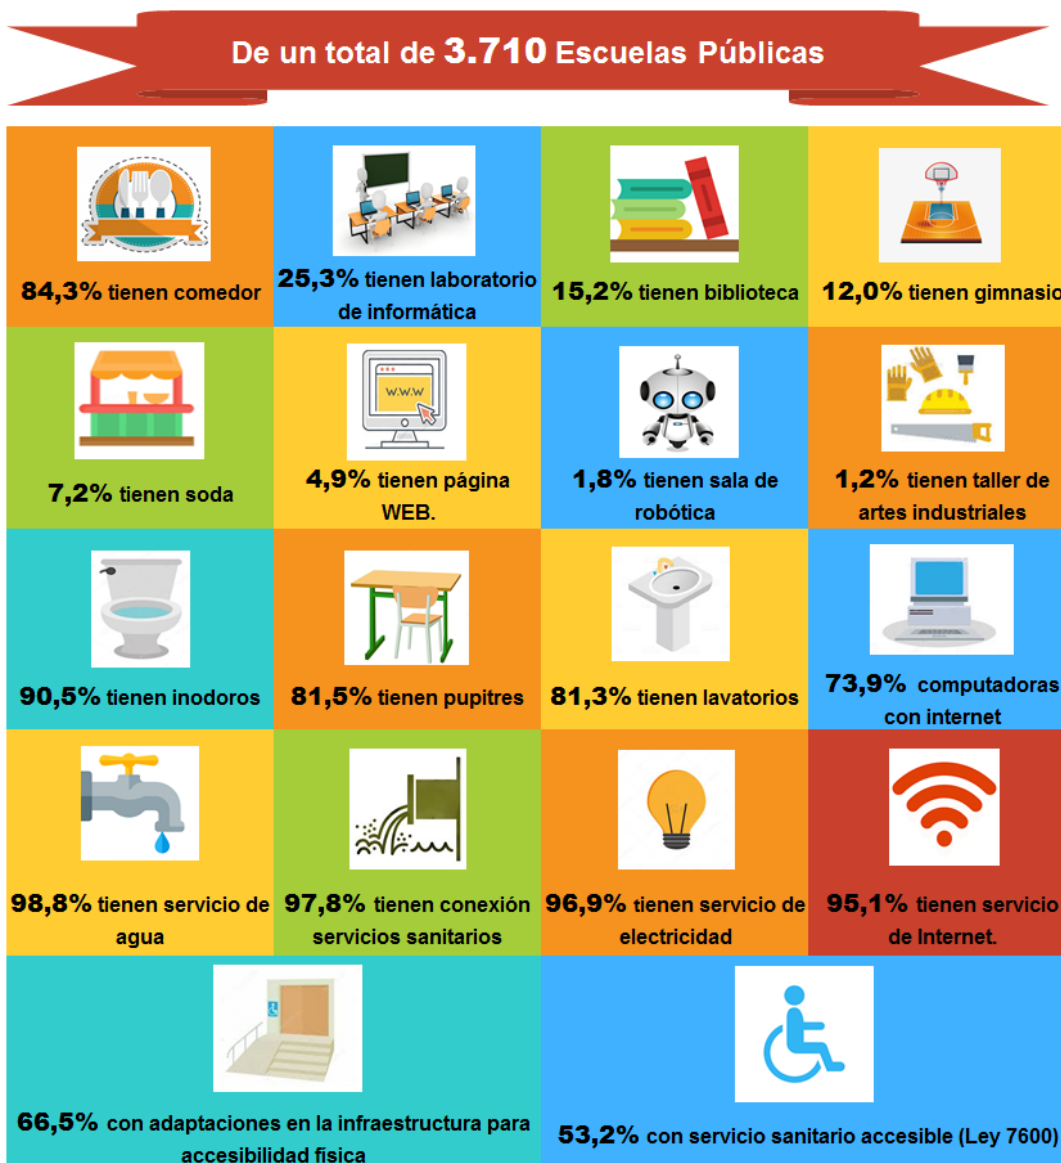 De un total de 3.710 Escuelas Públicas
84,3% tienen comedor
25,3% tienen laboratorio
de informática
15,2% tienen biblioteca
12,0% tienen gimnasio
7,2% tienen soda
W.W.W
4,9% tienen página
WEB.
1,8% tienen sala de
robótica
1,2% tienen taller de
artes industriales
90,5% tienen inodoros
81,5% tienen pupitres
81,3% tienen lavatorios
73,9% computadoras
con internet
98,8% tienen servicio de
agua
97,8% tienen conexión
servicios sanitarios
96,9% tienen servicio de
electricidad
95,1% tienen servicio
de Internet.
66,5% con adaptaciones en la infraestructura para
accesibilidad física
53,2% con servicio sanitario accesible (Ley 7600)